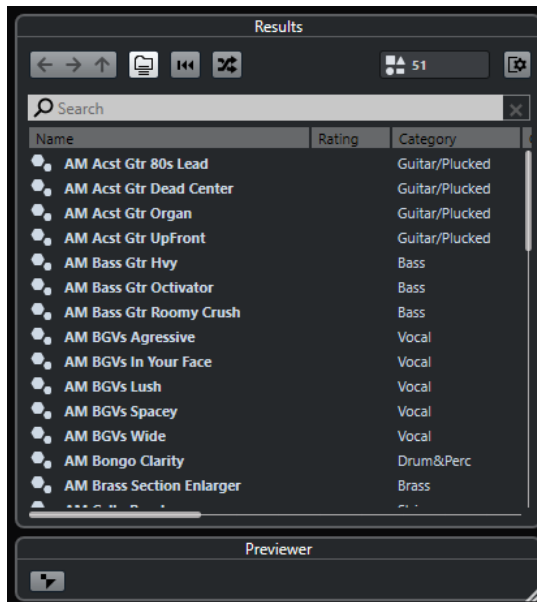 Results
51
Search
Name Rating Category
AM Acst Gtr 80s Lead Guitar/Plucked
AM Acst Gtr Dead Center Guitar/Plucked
AM Acst Gtr Organ Guitar/Plucked
AM Acst Gtr UpFront Guitar/Plucked
AM Bass Gtr Hvy Bass
AM Bass Gtr Octivator Bass
AM Bass Gtr Roomy Crush Bass
AM BGVs Agressive Vocal
AM BGVs In Your Face Vocal
AM BGVs Lush Vocal
AM BGVs Spacey Vocal
AM BGVs Wide Vocal
AM Bongo Clarity Drum&Perc
AM Brass Section Enlarger Brass
Previewer